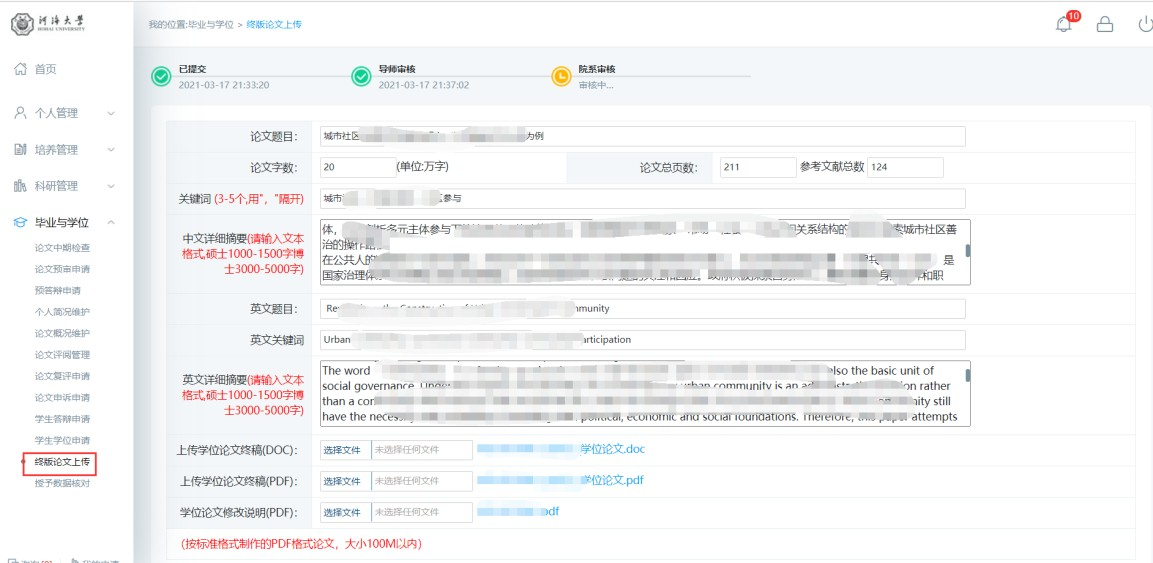 河海大学
HOHAI UNIVERSITY
我的位置:毕业与学位 > 终版论文上传
10
首页
个人管理
培养管理
科研管理
毕业与学位
论文中期检查
论文预审申请
预答辩申请
个人简况维护
论文概况维护
论文评阅管理
论文复评申请
论文申诉申请
学生答辩申请
学生学位申请
终版论文上传
授予数据核对
已提交
2021-03-17 21:33:20
导师审核
2021-03-17 21:37:02
院系审核
审核中...
论文题目: 城市社区 为例
论文字数: 20 (单位:万字) 论文总页数: 211 参考文献总数 124
关键词 (3-5个,用"，"隔开) 城市 参与
中文详细摘要(请输入文本
格式,硕士1000-1500字博
士3000-5000字)
体， 析多元主体参与 关系结构的 索城市社区善
治的操作
在公共人的 是
国家治理体 和职
英文题目: munity
英文关键词 Urban articipation
英文详细摘要(请输入文本
格式,硕士1000-1500字博
士3000-5000字)
The word also the basic unit of
social governance. Under urban community is an rather
than a still
have the political, economic and social foundations. Therefore, this paper attempts
上传学位论文终稿(DOC): 选择文件 未选择任何文件 学位论文.doc
上传学位论文终稿(PDF): 选择文件 未选择任何文件 学位论文.pdf
学位论文修改说明(PDF): 选择文件 未选择任何文件 pdf
(按标准格式制作的PDF格式论文，大小100M以内)